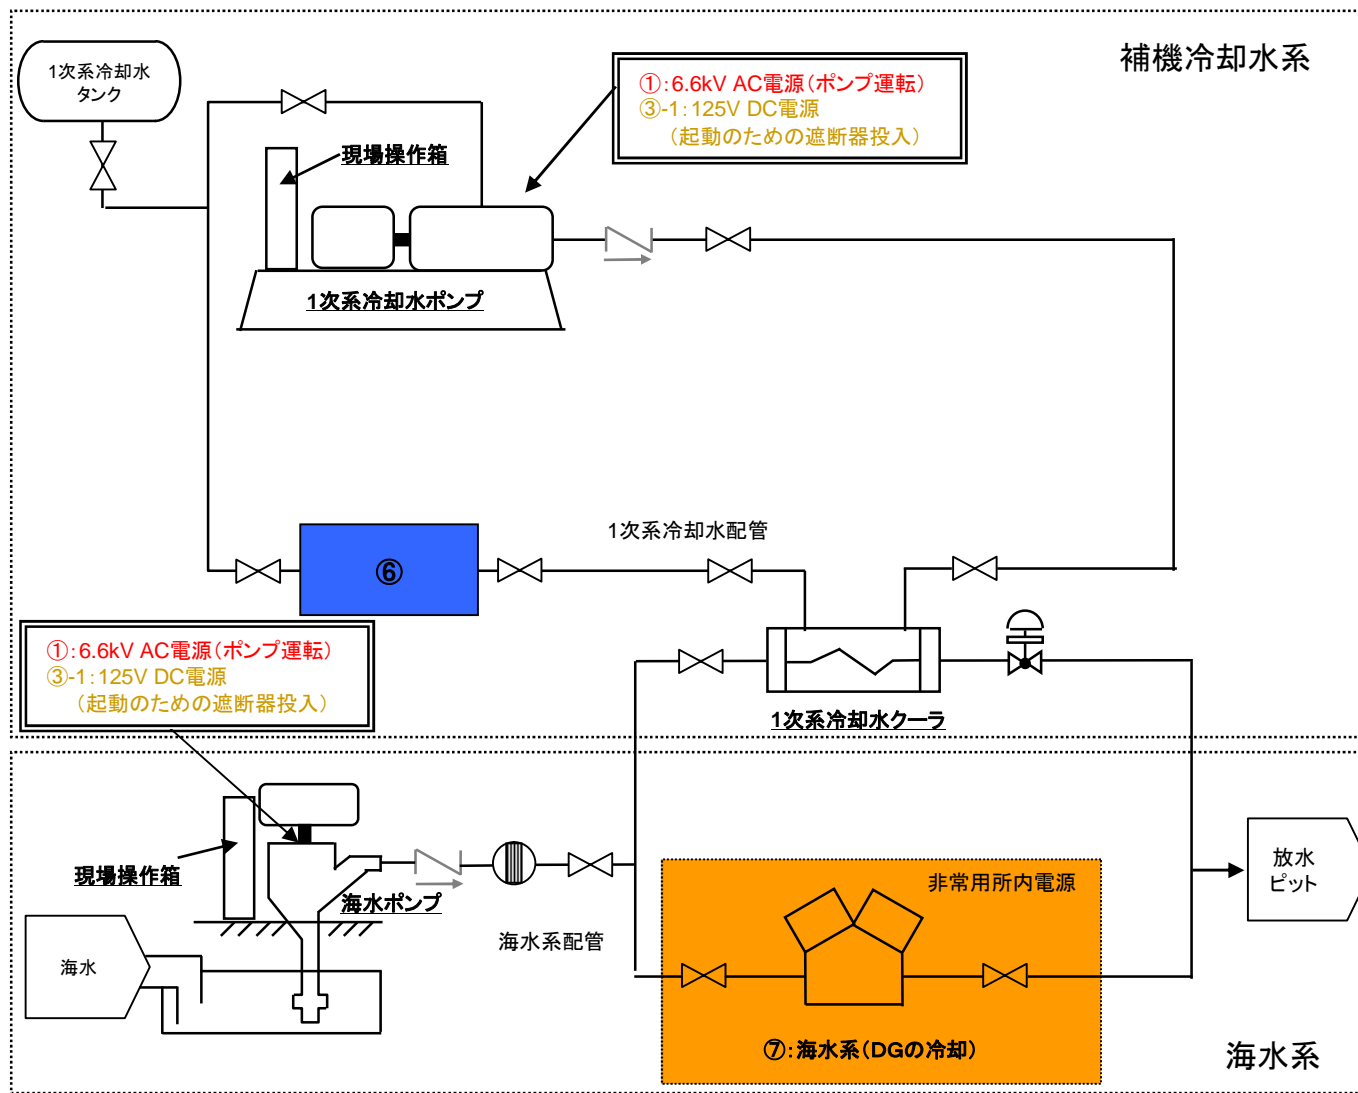 補機冷却水系
1次系冷却水
タンク
①:6.6kV AC電源(ポンプ運転)
③-1:125V DC電源
(起動のための遮断器投入)
現場操作箱
1次系冷却水ポンプ
1次系冷却水配管
⑥
①:6.6kV AC電源(ポンプ運転)
③-1:125V DC電源
(起動のための遮断器投入)
1次系冷却水クーラ
現場操作箱
海水ポンプ
非常用所内電源
放水
ピット
海水系配管
海水
⑦:海水系(DGの冷却)
海水系